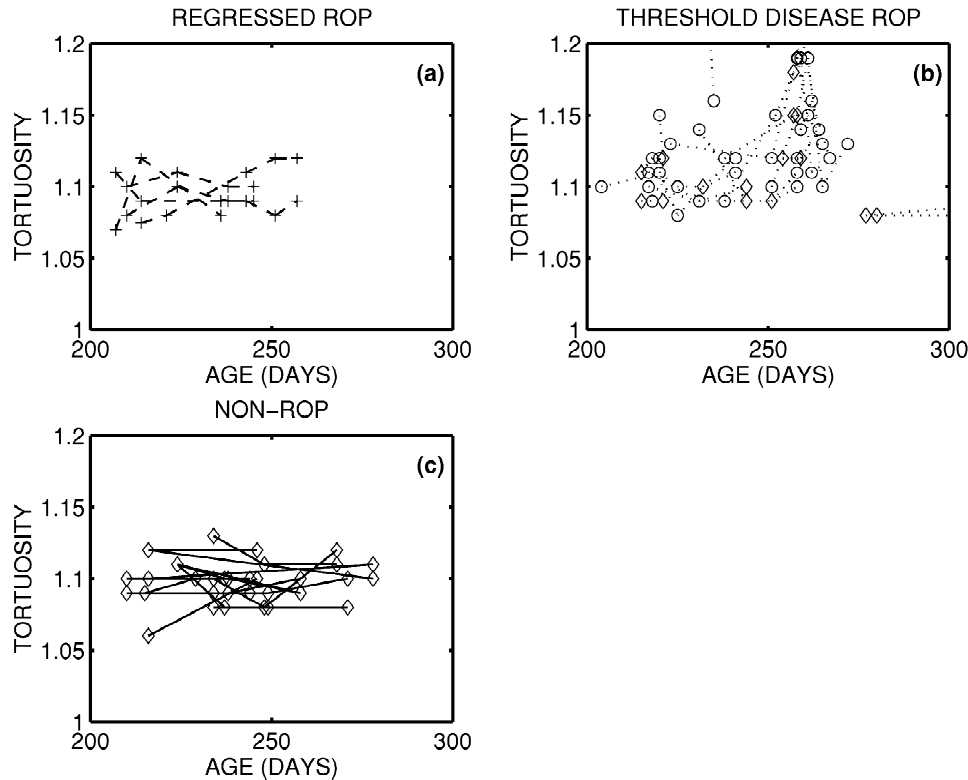 REGRESSED ROP
1.2
1.15
1.1
1.05
1
TORTUOSITY
(a)
200
250
300
AGE (DAYS)
THRESHOLD DISEASE ROP
1.2
1.15
1.1
1.05
1
TORTUOSITY
(b)
200
250
300
AGE (DAYS)
NON-ROP
1.2
1.15
1.1
1.05
1
TORTUOSITY
(c)
200
250
300
AGE (DAYS)